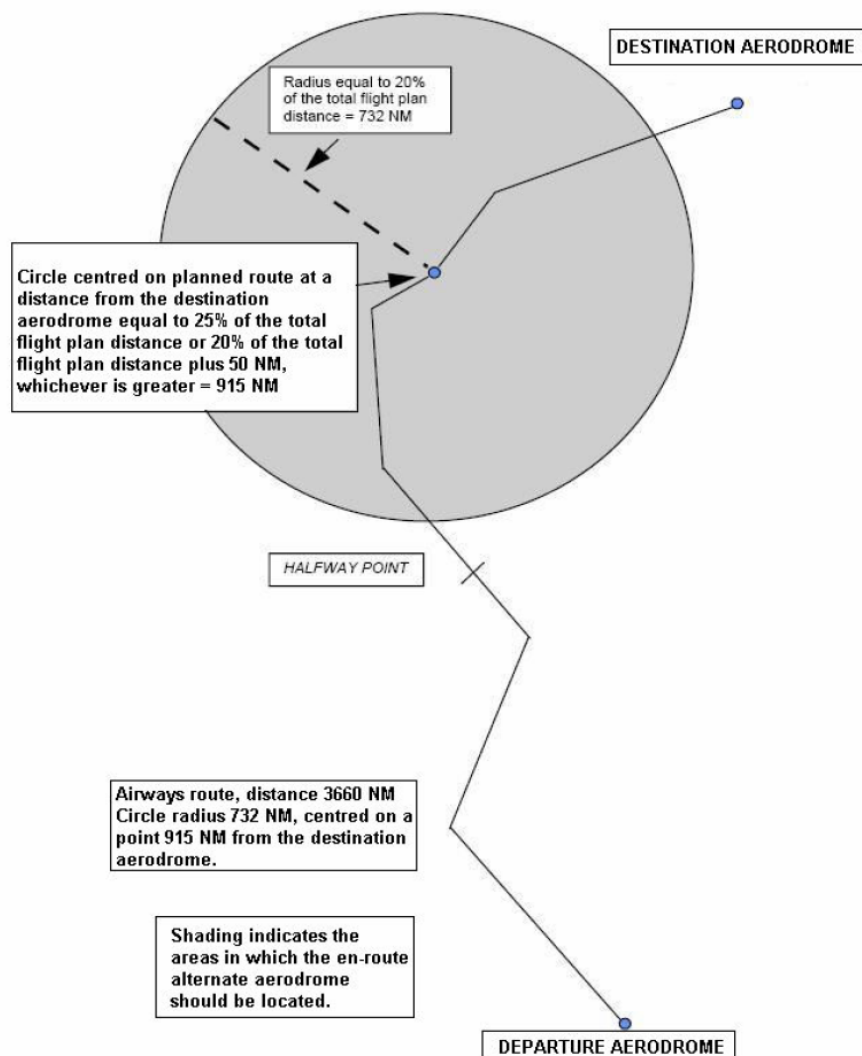 DESTINATION AERODROME
Radius equal to 20%
of the total flight plan
distance = 732 NM
Circle centred on planned route at a
distance from the destination
aerodrome equal to 25% of the total
flight plan distance or 20% of the total
flight plan distance plus 50 NM,
whichever is greater = 915 NM
HALFWAY POINT
Airways route, distance 3660 NM
Circle radius 732 NM, centred on a
point 915 NM from the destination
aerodrome.
Shading indicates the
areas in which the en-route
alternate aerodrome
should be located.
DEPARTURE AERODROME